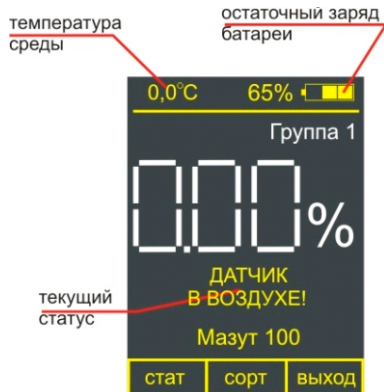 температура
среды
остаточный заряд
батареи
0,0°C 65%
Группа 1
0.00%
ДАТЧИК
В ВОЗДУХЕ!
текущий
статус
Мазут 100
стат сорт выход